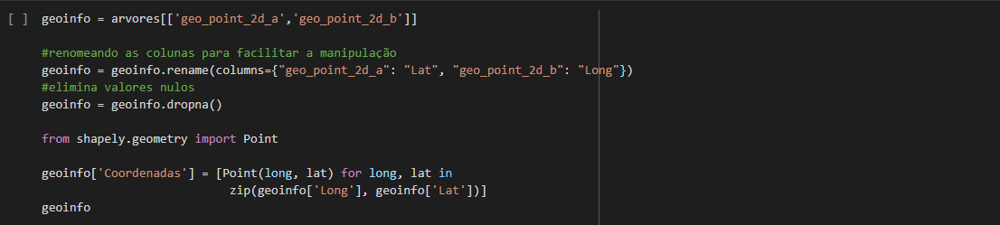 [ ] geoinfo = arvores[['geo_point_2d_a','geo_point_2d_b']]
#renomeando as colunas para facilitar a manipulação
geoinfo = geoinfo.rename(columns={"geo_point_2d_a": "Lat", "geo_point_2d_b": "Long"})
#elimina valores nulos
geoinfo = geoinfo.dropna()
from shapely.geometry import Point
geoinfo['Coordenadas'] = [Point(long, lat) for long, lat in
zip(geoinfo['Long'], geoinfo['Lat'])]
geoinfo